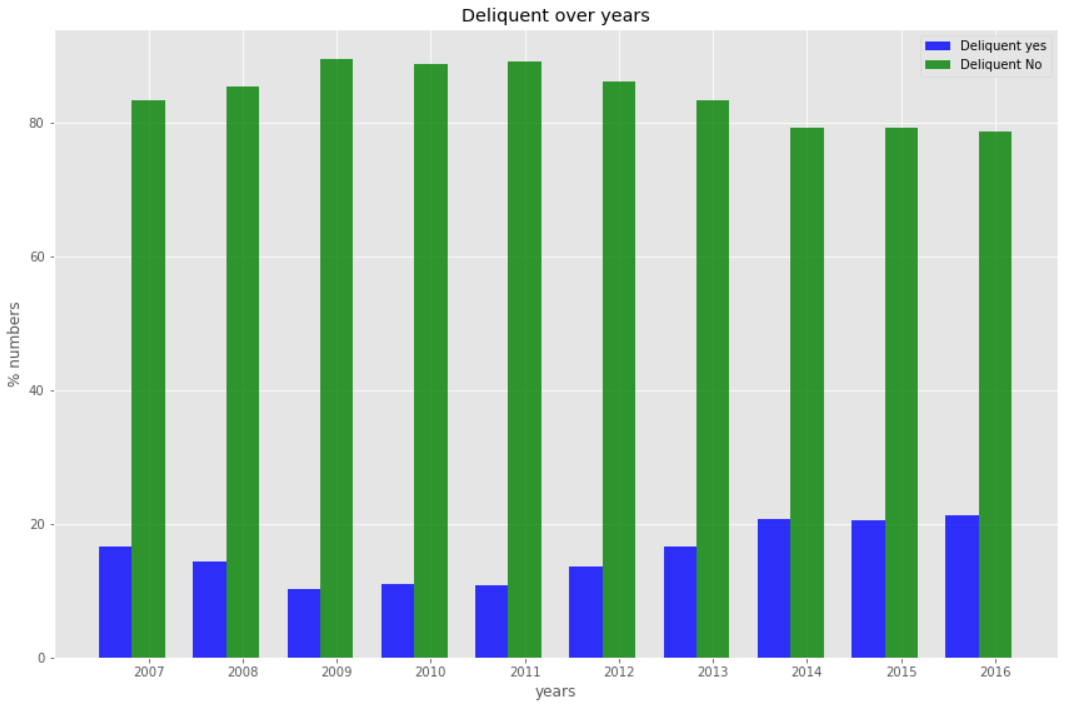 Deliquent over years
Deliquent yes
Deliquent No
% numbers
80
60
40
20
0
2007 2008 2009 2010 2011 2012 2013 2014 2015 2016
years